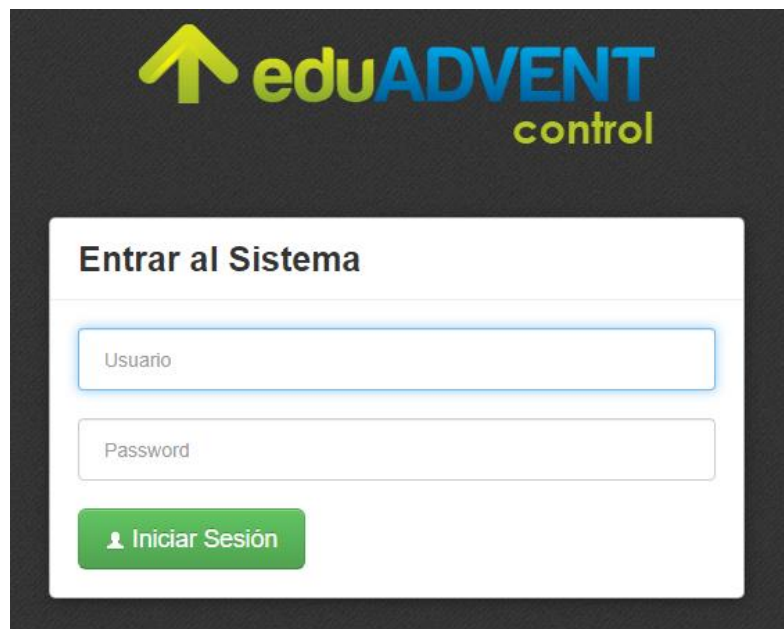 eduADVENT
control
Entrar al Sistema
Usuario
Password
Iniciar Sesión